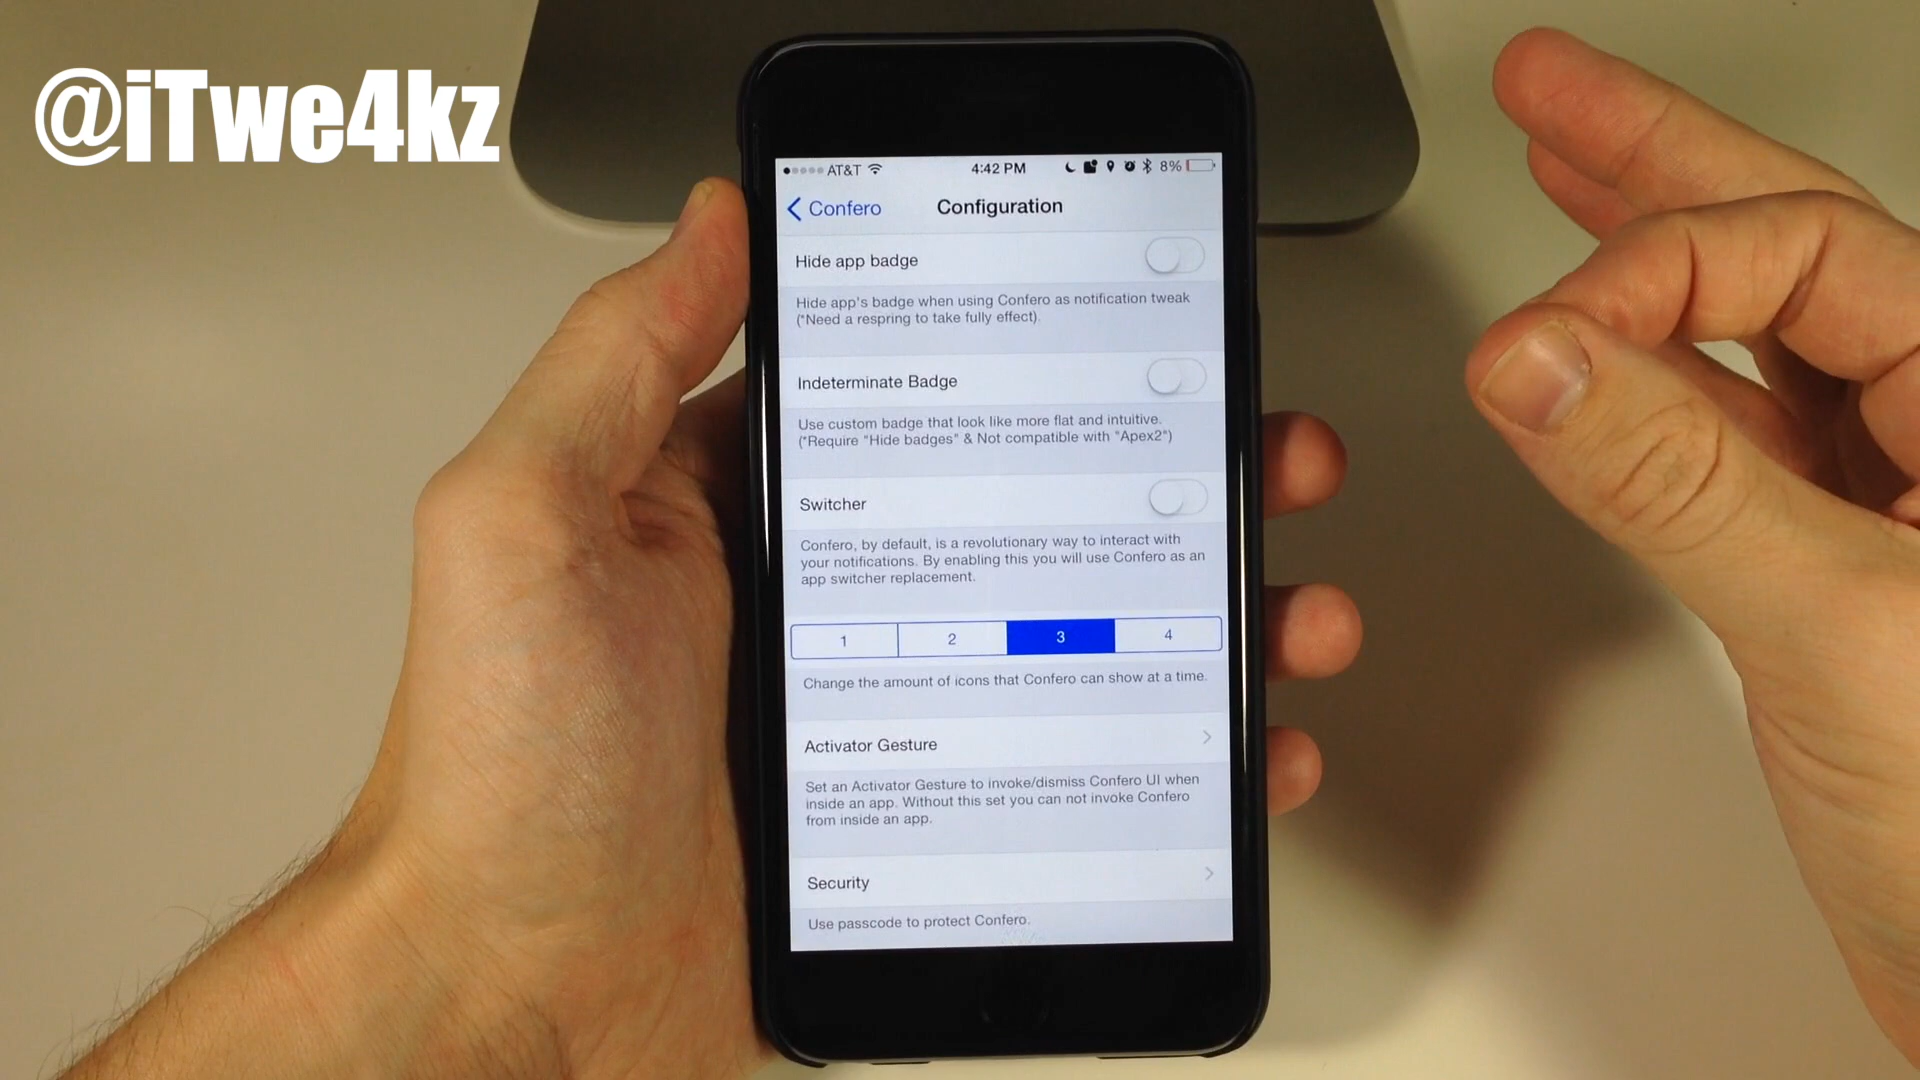 @iTwe4kz
AT&T 4:42 PM 8%
Confero Configuration
Hide app badge
Hide app's badge when using Confero as notification tweak
(*Need a respring to take fully effect).
Indeterminate Badge
Use custom badge that look like more flat and intuitive.
(*Require "Hide badges" & Not compatible with "Apex2")
Switcher
Confero, by default, is a revolutionary way to interact with
your notifications. By enabling this you will use Confero as an
app switcher replacement.
1 2 3 4
Change the amount of icons that Confero can show at a time.
Activator Gesture
Set an Activator Gesture to invoke/dismiss Confero UI when
inside an app. Without this set you can not invoke Confero
from inside an app.
Security
Use passcode to protect Confero.